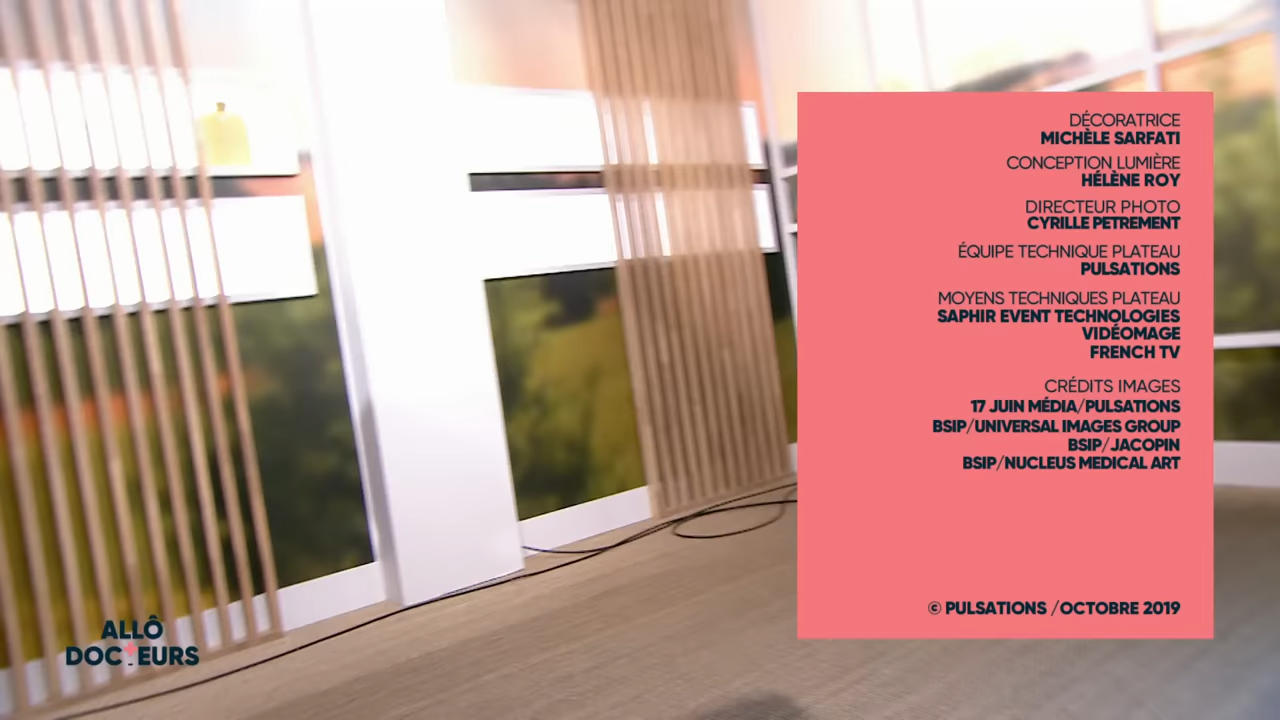 DÉCORATRICE
MICHÈLE SARFATI
CONCEPTION LUMIÈRE
HÉLÈNE ROY
DIRECTEUR PHOTO
CYRILLE PETREMENT
ÉQUIPE TECHNIQUE PLATEAU
PULSATIONS
MOYENS TECHNIQUES PLATEAU
SAPHIR EVENT TECHNOLOGIES
VIDÉOMAGE
FRENCH TV
CRÉDITS IMAGES
17 JUIN MÉDIA/PULSATIONS
BSIP/UNIVERSAL IMAGES GROUP
BSIP/JACOPIN
BSIP/NUCLEUS MEDICAL ART
© PULSATIONS /OCTOBRE 2019
ALLÔ
DOCTEURS